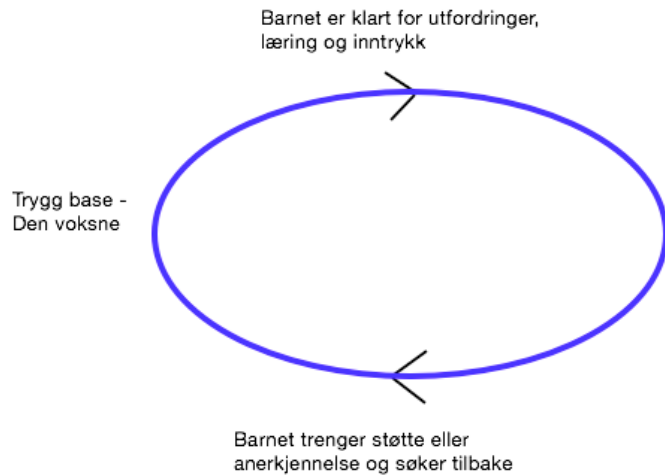 Barnet er klart for utfordringer,
læring og inntrykk
Trygg base -
Den voksne
Barnet trenger støtte eller
anerkjennelse og søker tilbake